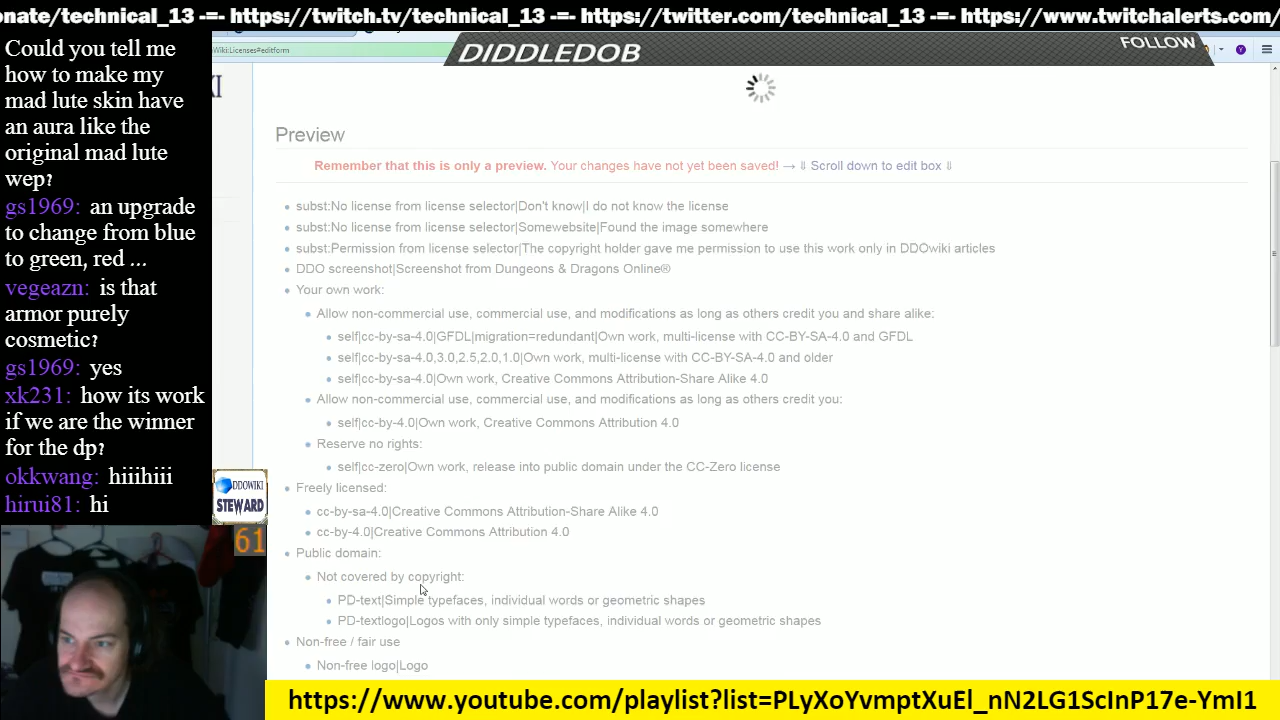 onate/technical_13 -=- https://twitch.tv/technical_13 -=- https://twitter.com/technical_13 -=- https://www.twitchalerts.com/
Could you tell me
how to make my
mad lute skin have
an aura like the
original mad lute
wep?
gs1969: an upgrade
to change from blue
to green, red ...
vegeazn: is that
armor purely
cosmetic?
gs1969: yes
xk231: how its work
if we are the winner
for the dp?
okkwang: hiiihiii
hirui81: hi
DDOWIKI
STEWARD
61
Wiki:Licenses#editform
DIDDLEDOB
FOLLOW
KI
Preview
Remember that this is only a preview. Your changes have not yet been saved! → ⇓ Scroll down to edit box ⇓
subst:No license from license selector|Don't know|I do not know the license
subst:No license from license selector|Somewebsite|Found the image somewhere
subst:Permission from license selector|The copyright holder gave me permission to use this work only in DDOwiki articles
DDO screenshot|Screenshot from Dungeons & Dragons Online®
Your own work:
Allow non-commercial use, commercial use, and modifications as long as others credit you and share alike:
self|cc-by-sa-4.0|GFDL|migration=redundant|Own work, multi-license with CC-BY-SA-4.0 and GFDL
self|cc-by-sa-4.0,3.0,2.5,2.0,1.0|Own work, multi-license with CC-BY-SA-4.0 and older
self|cc-by-sa-4.0|Own work, Creative Commons Attribution-Share Alike 4.0
Allow non-commercial use, commercial use, and modifications as long as others credit you:
self|cc-by-4.0|Own work, Creative Commons Attribution 4.0
Reserve no rights:
self|cc-zero|Own work, release into public domain under the CC-Zero license
Freely licensed:
cc-by-sa-4.0|Creative Commons Attribution-Share Alike 4.0
cc-by-4.0|Creative Commons Attribution 4.0
Public domain:
Not covered by copyright:
PD-text|Simple typefaces, individual words or geometric shapes
PD-textlogo|Logos with only simple typefaces, individual words or geometric shapes
Non-free / fair use
Non-free logo|Logo
https://www.youtube.com/playlist?list=PLyXoYvmptXuEl_nN2LG1ScInP17e-YmI1